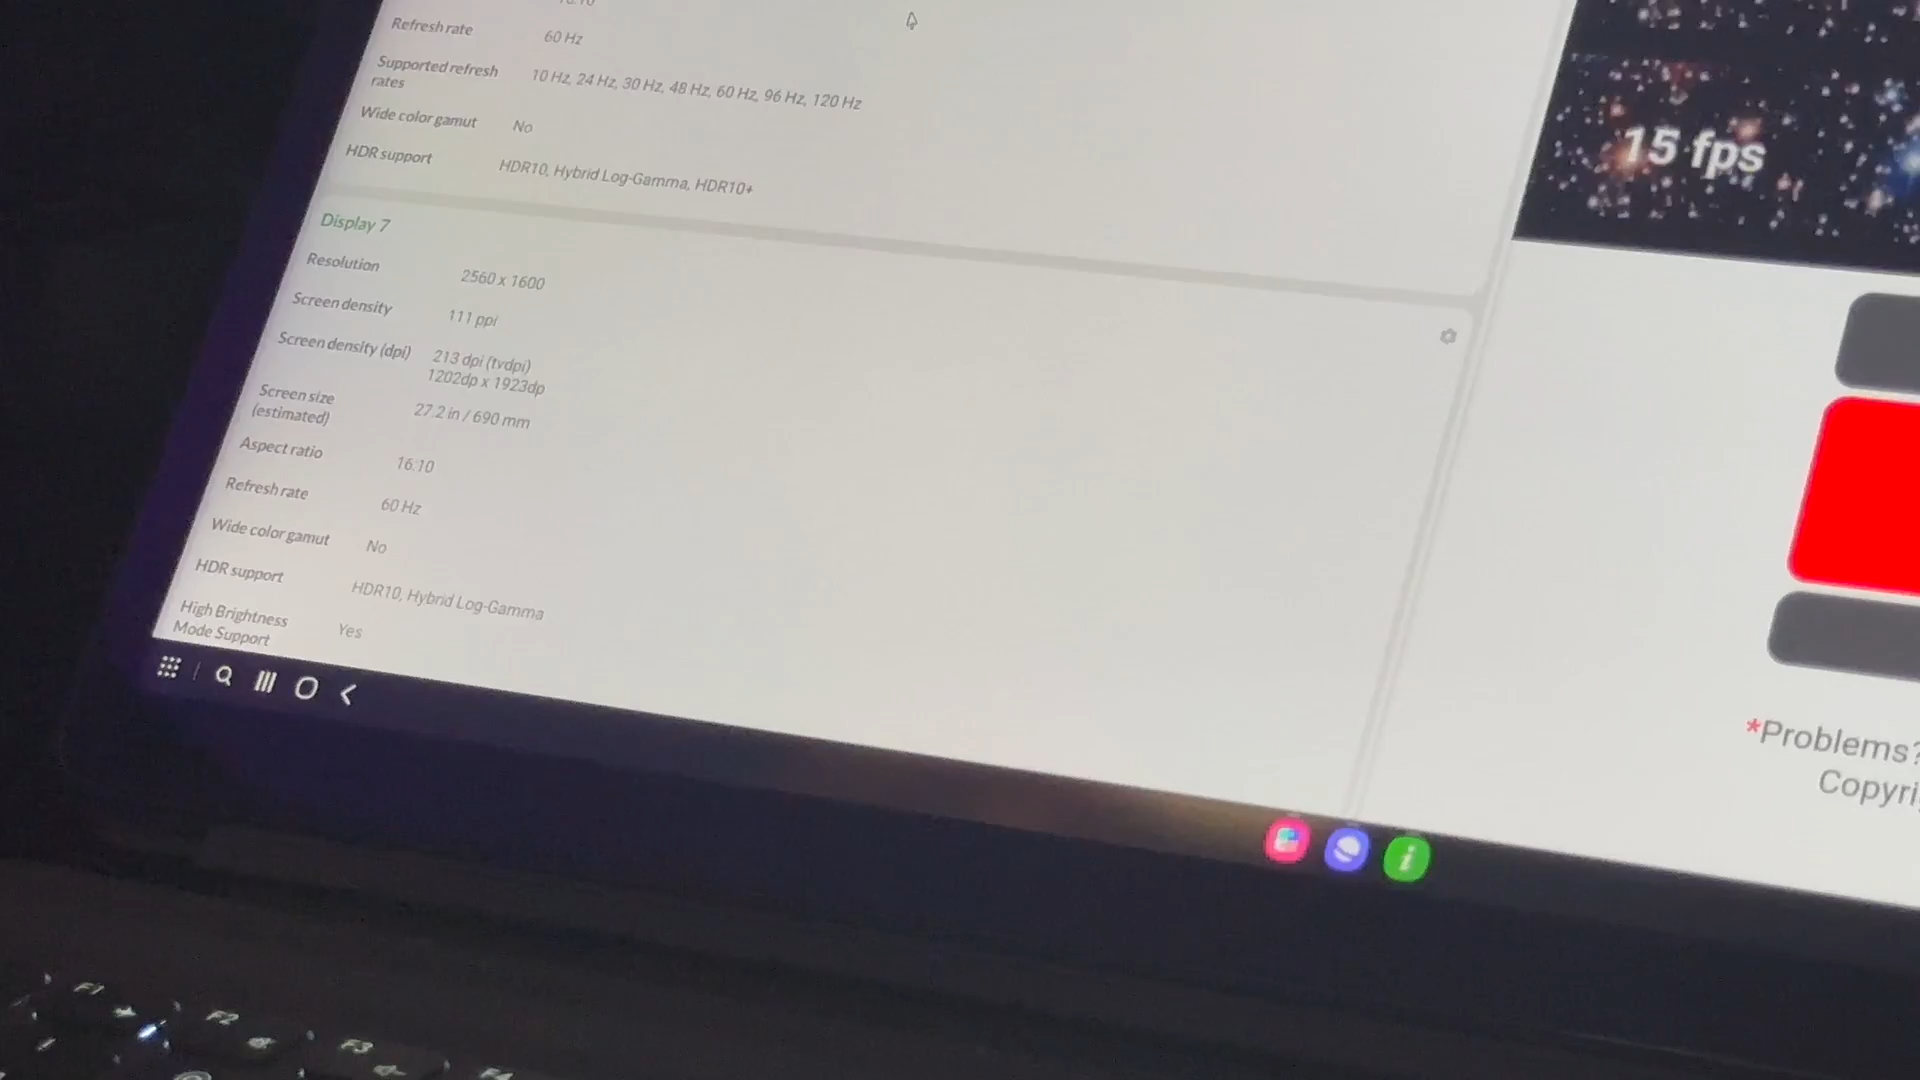 Refresh rate 60 Hz
Supported refresh rates 10 Hz, 24 Hz, 30 Hz, 48 Hz, 60 Hz, 96 Hz, 120 Hz
Wide color gamut No
HDR support HDR10, Hybrid Log-Gamma, HDR10+
Display 7
Resolution 2560 x 1600
Screen density 111 ppi
Screen density (dpi) 213 dpi (tvdpi)
1202dp x 1923dp
Screen size (estimated) 27.2 in / 690 mm
Aspect ratio 16:10
Refresh rate 60 Hz
Wide color gamut No
HDR support HDR10, Hybrid Log-Gamma
High Brightness Mode Support Yes
15 fps
*Problems?
Copyri
F1 F2 F3